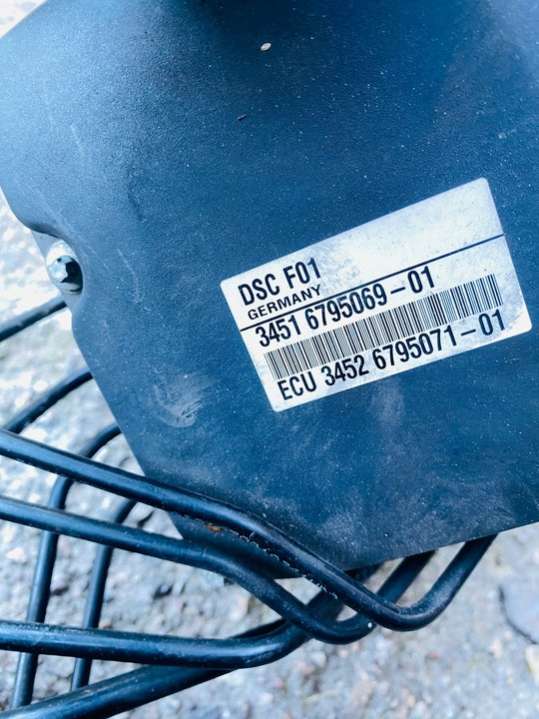 DSC F01
GERMANY
3451 6795069-01
ECU 3452 6795071-01